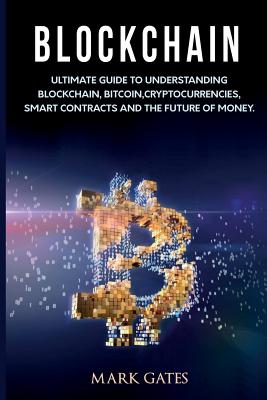 BLOCKCHAIN
ULTIMATE GUIDE TO UNDERSTANDING
BLOCKCHAIN, BITCOIN,CRYPTOCURRENCIES,
SMART CONTRACTS AND THE FUTURE OF MONEY.
MARK GATES